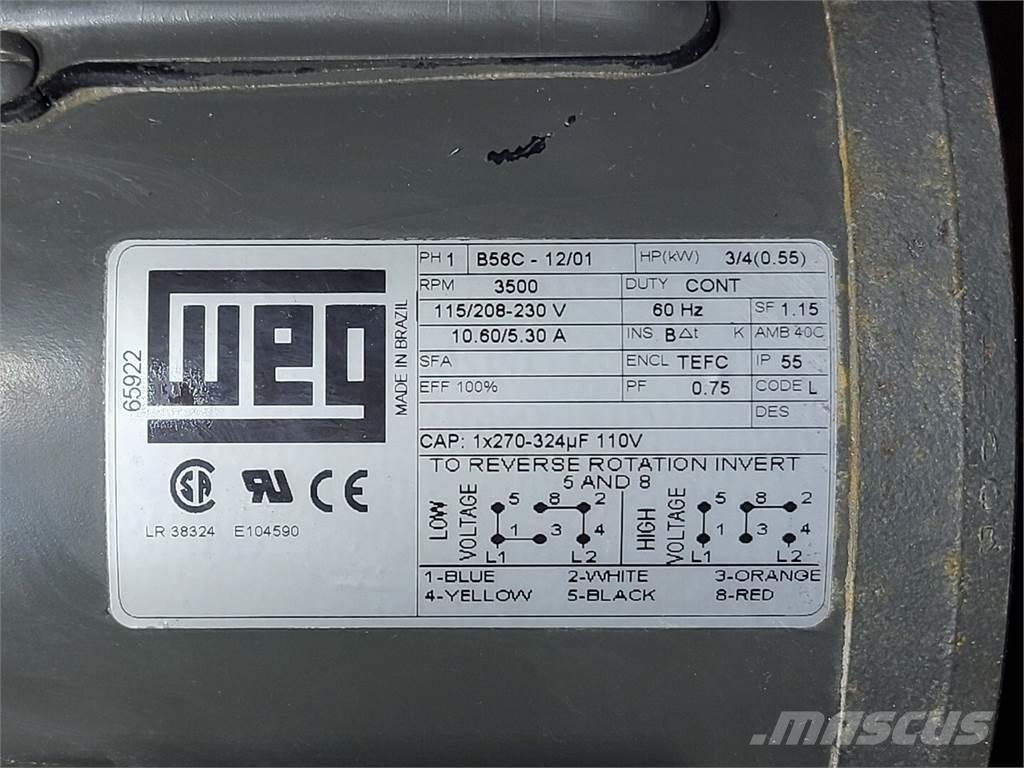 65922
WEG
MADE IN BRAZIL
LR 38324 E104590
PH 1 B56C - 12/01 HP(kW) 3/4(0.55)
RPM 3500 DUTY CONT
115/208-230 V 60 Hz SF 1.15
10.60/5.30 A INS B Δt K AMB 40C
SFA ENCL TEFC IP 55
EFF 100% PF 0.75 CODE L
DES
CAP: 1x270-324µF 110V
TO REVERSE ROTATION INVERT
5 AND 8
LOW VOLTAGE 5 8 2 1 3 4 L1 L2
HIGH VOLTAGE 5 8 2 1 3 4 L1 L2
1-BLUE 2-WHITE 3-ORANGE
4-YELLOW 5-BLACK 8-RED
mascus